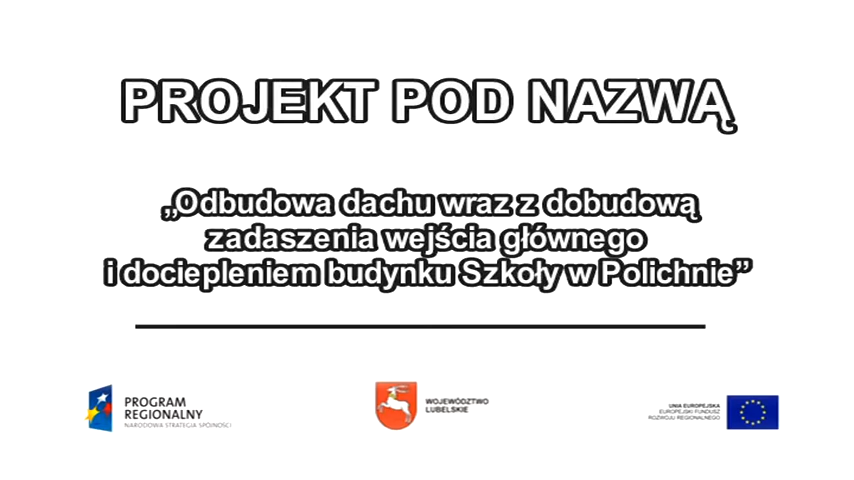 PROJEKT POD NAZWĄ
„Odbudowa dachu wraz z dobudową
zadaszenia wejścia głównego
i dociepleniem budynku Szkoły w Polichnie”
PROGRAM
REGIONALNY
NARODOWA STRATEGIA SPÓJNOŚCI
WOJEWÓDZTWO
LUBELSKIE
UNIA EUROPEJSKA
EUROPEJSKI FUNDUSZ
ROZWOJU REGIONALNEGO